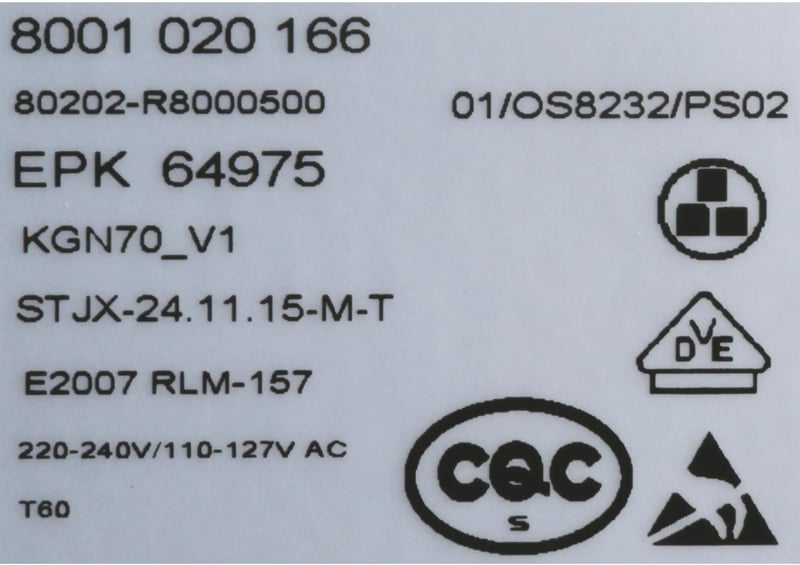 8001 020 166
80202-R8000500
01/OS8232/PS02
EPK 64975
KGN70_V1
STJX-24.11.15-M-T
DVE
E2007 RLM-157
220-240V/110-127V AC
CQC
S
T60